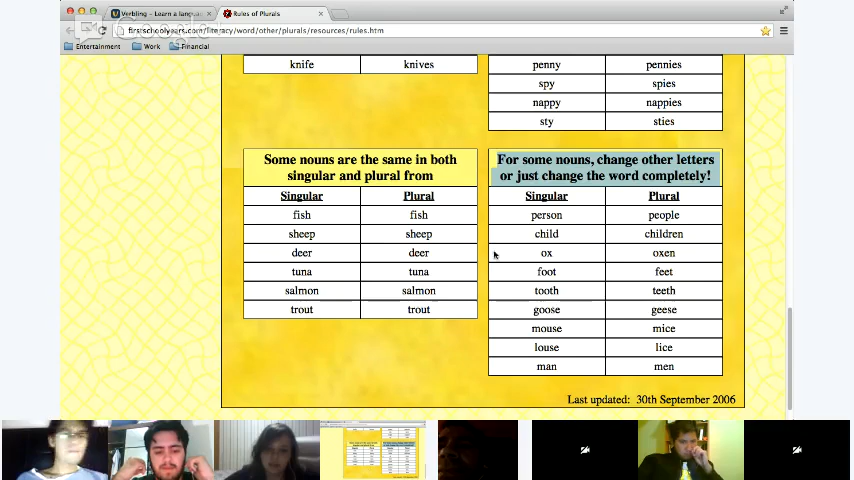 Verbling – Learn a langua
Rules of Plurals
firstschoolyears.com/literacy/word/other/plurals/resources/rules.htm
Entertainment Work Financial
knife knives
penny pennies
spy spies
nappy nappies
sty sties
Some nouns are the same in both
singular and plural from
Singular Plural
fish fish
sheep sheep
deer deer
tuna tuna
salmon salmon
trout trout
For some nouns, change other letters
or just change the word completely!
Singular Plural
person people
child children
ox oxen
foot feet
tooth teeth
goose geese
mouse mice
louse lice
man men
Last updated: 30th September 2006